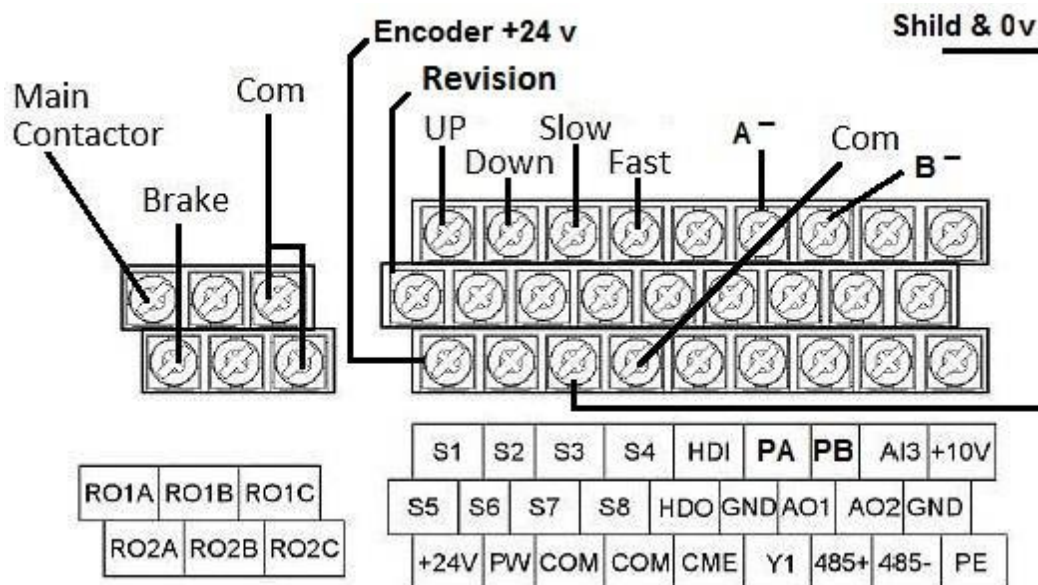 Encoder +24 v
Shild & 0v
Revision
Main
Contactor
Com
UP
Slow
A –
Com
Brake
Down
Fast
B –
S1 S2 S3 S4 HDI PA PB AI3 +10V
RO1A RO1B RO1C
S5 S6 S7 S8 HDO GND AO1 AO2 GND
RO2A RO2B RO2C
+24V PW COM COM CME Y1 485+ 485- PE